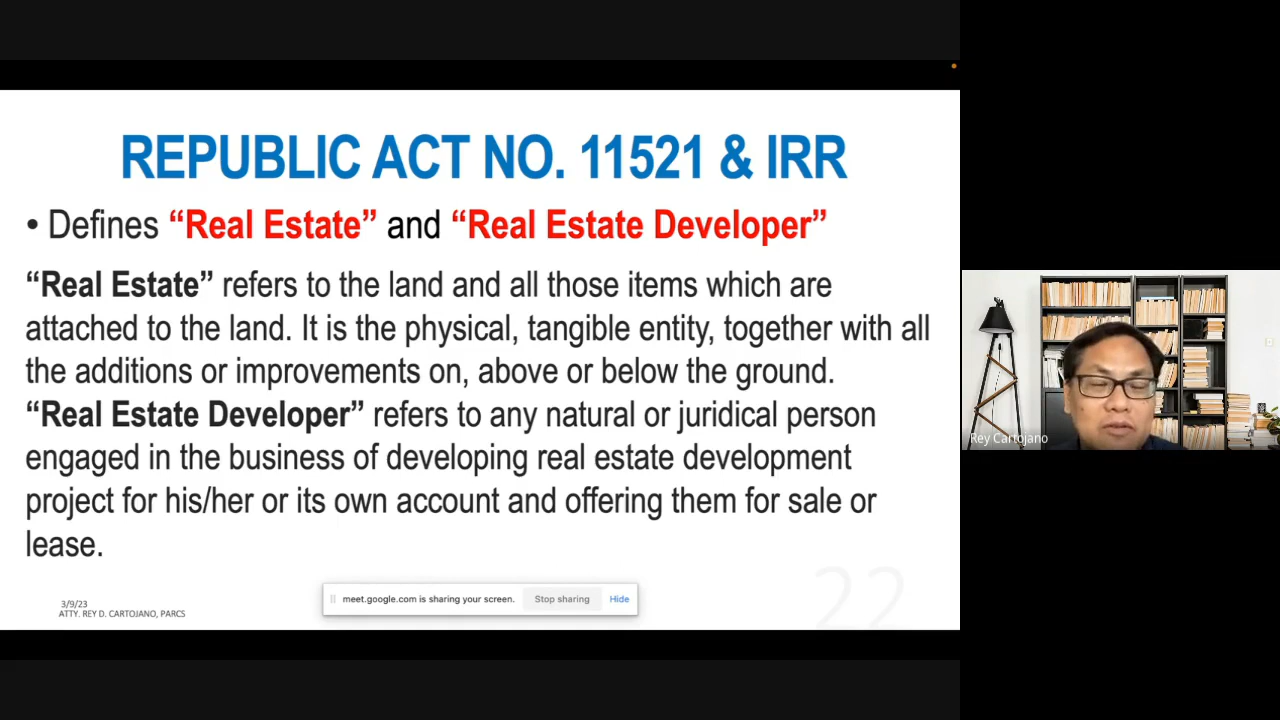 REPUBLIC ACT NO. 11521 & IRR
• Defines “Real Estate” and “Real Estate Developer”
“Real Estate” refers to the land and all those items which are
attached to the land. It is the physical, tangible entity, together with all
the additions or improvements on, above or below the ground.
“Real Estate Developer” refers to any natural or juridical person
engaged in the business of developing real estate development
project for his/her or its own account and offering them for sale or
lease.
3/9/23
ATTY. REY D. CARTOJANO, PARCS
meet.google.com is sharing your screen. Stop sharing Hide
22
Rey Cartojano